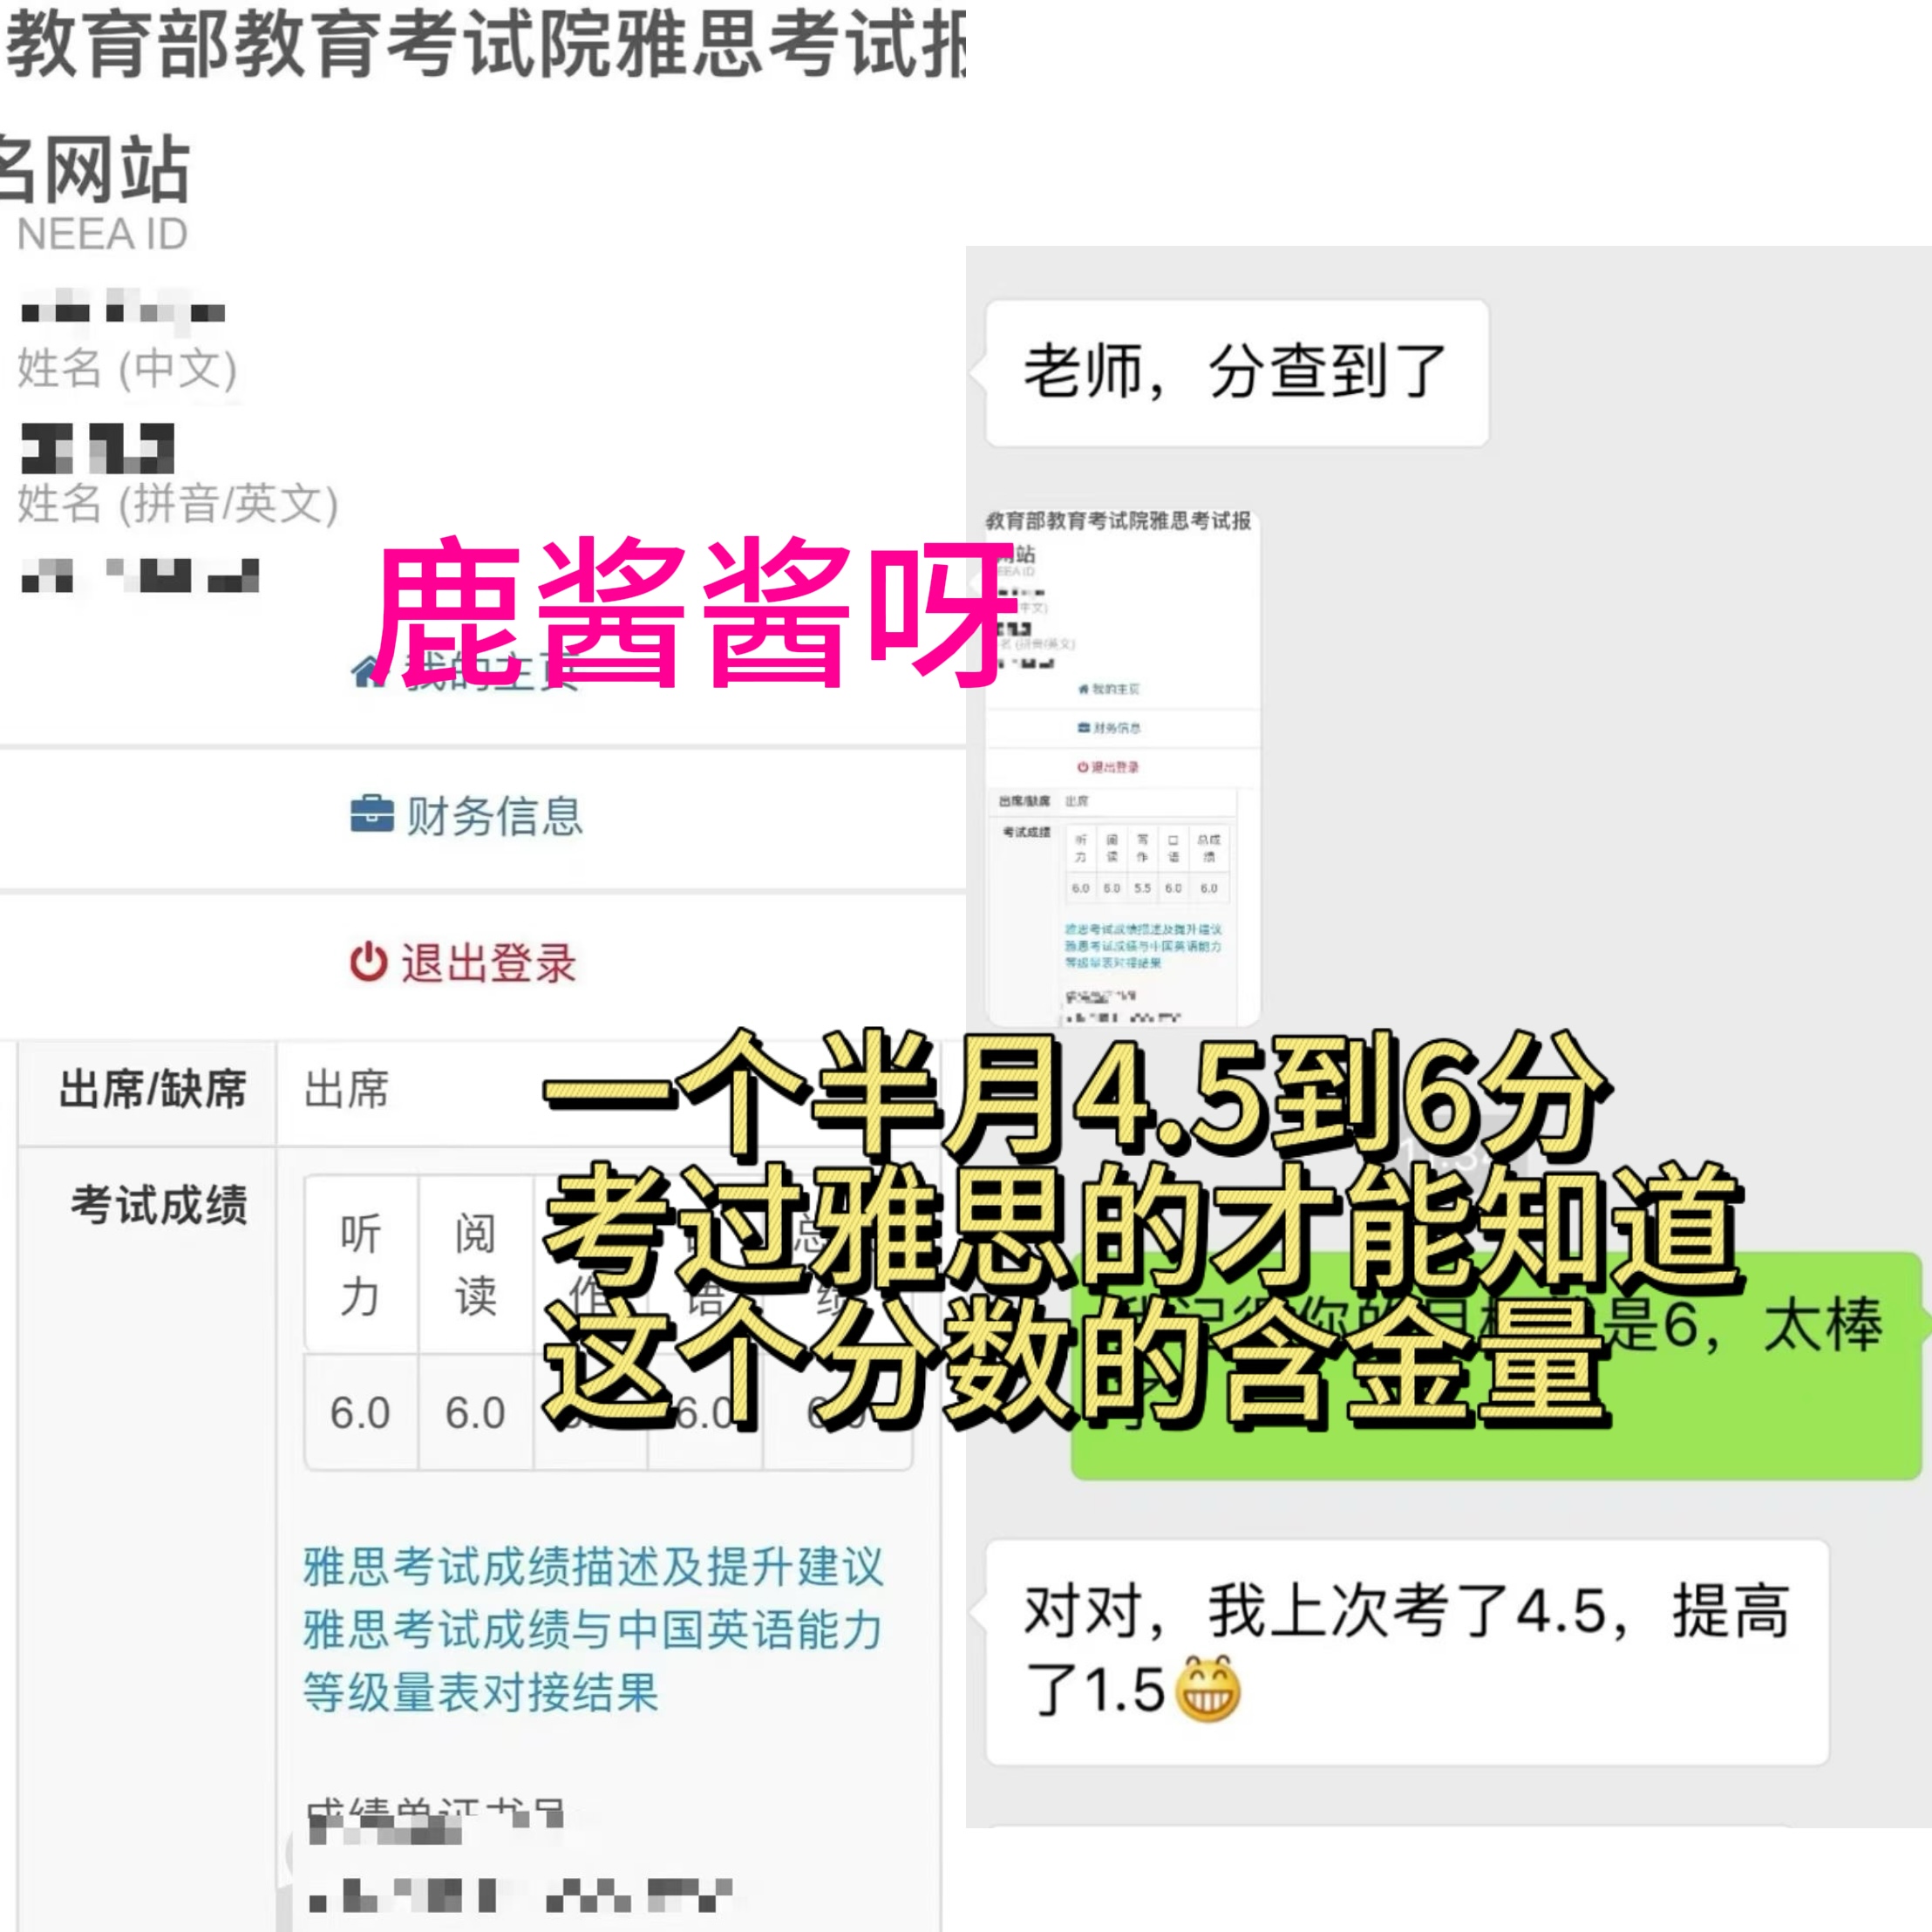 教育部教育考试院雅思考试报
名网站
NEEA ID
姓名 (中文)
姓名 (拼音/英文)
鹿酱酱呀
我的主页
财务信息
退出登录
出席/缺席 出席
考试成绩
听力 阅读 作 语 总 绩
6.0 6.0 6.0 6.0
雅思考试成绩描述及提升建议
雅思考试成绩与中国英语能力
等级量表对接结果
成绩单证书号
老师，分查到了
教育部教育考试院雅思考试报
网站
EEA ID
中文)
名 (拼音/英文)
我的主页
财务信息
退出登录
出席/缺席 出席
考试成绩
听力 阅读 写作 口语 总成绩
6.0 6.0 5.5 6.0 6.0
雅思考试成绩描述及提升建议
雅思考试成绩与中国英语能力
等级量表对接结果
一个半月4.5到6分
考过雅思的才能知道
这个分数的含金量
你的目 是6，太棒
对对，我上次考了4.5，提高
了1.5😁